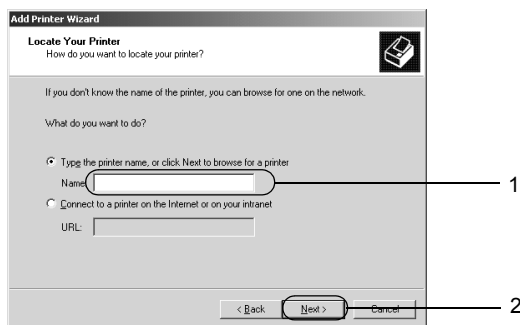 Add Printer Wizard
Locate Your Printer
How do you want to locate your printer?
If you don't know the name of the printer, you can browse for one on the network.
What do you want to do?
Type the printer name, or click Next to browse for a printer
Name
1
Connect to a printer on the Internet or on your intranet
URL:
< Back Next > Cancel
2